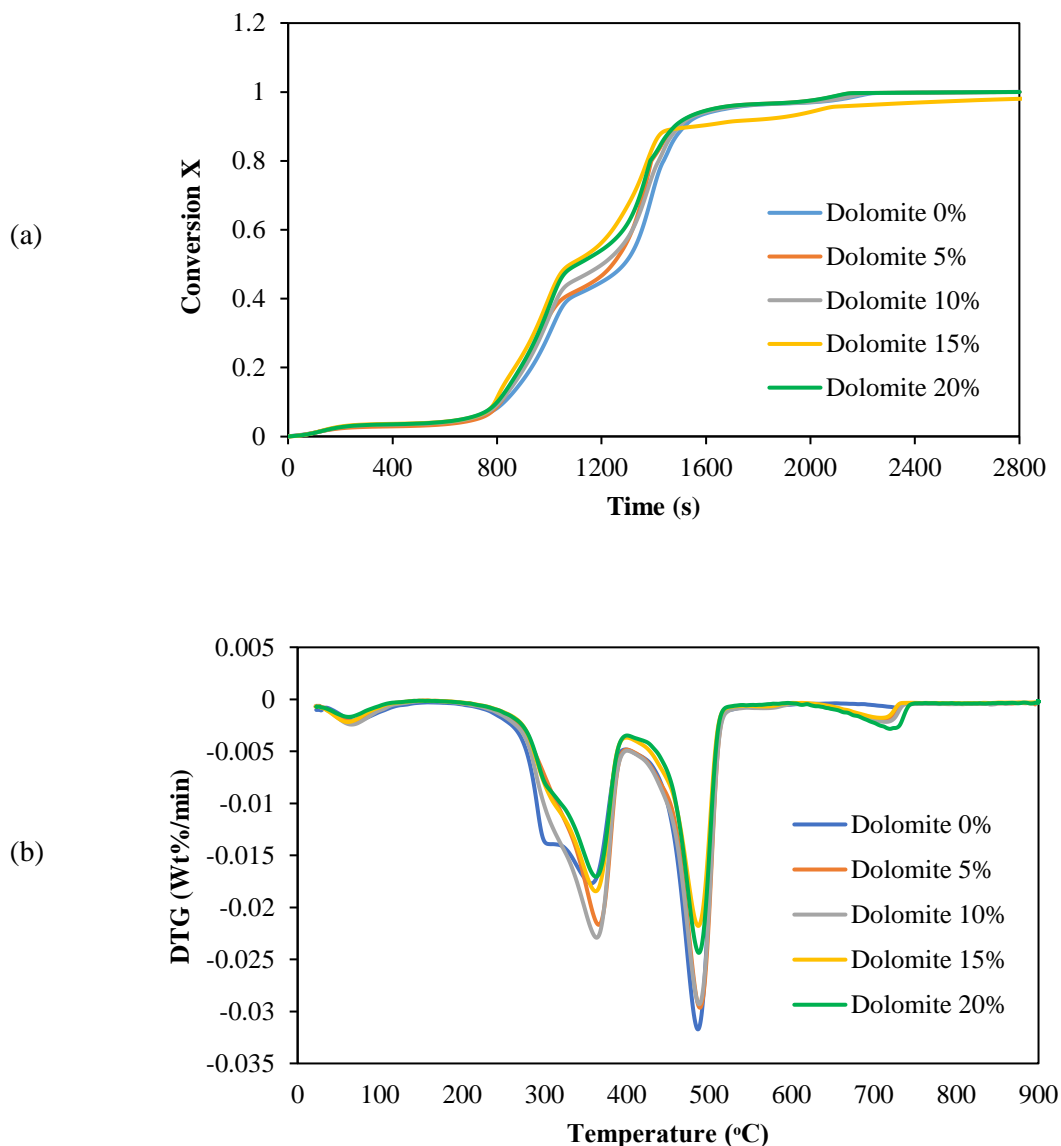 (a)
Conversion X
1.2
1
0.8
0.6
0.4
0.2
0
0 400 800 1200 1600 2000 2400 2800
Time (s)
Dolomite 0%
Dolomite 5%
Dolomite 10%
Dolomite 15%
Dolomite 20%
(b)
DTG (Wt%/min)
0.005
0
-0.005
-0.01
-0.015
-0.02
-0.025
-0.03
-0.035
0 100 200 300 400 500 600 700 800 900
Temperature (ᵒC)
Dolomite 0%
Dolomite 5%
Dolomite 10%
Dolomite 15%
Dolomite 20%